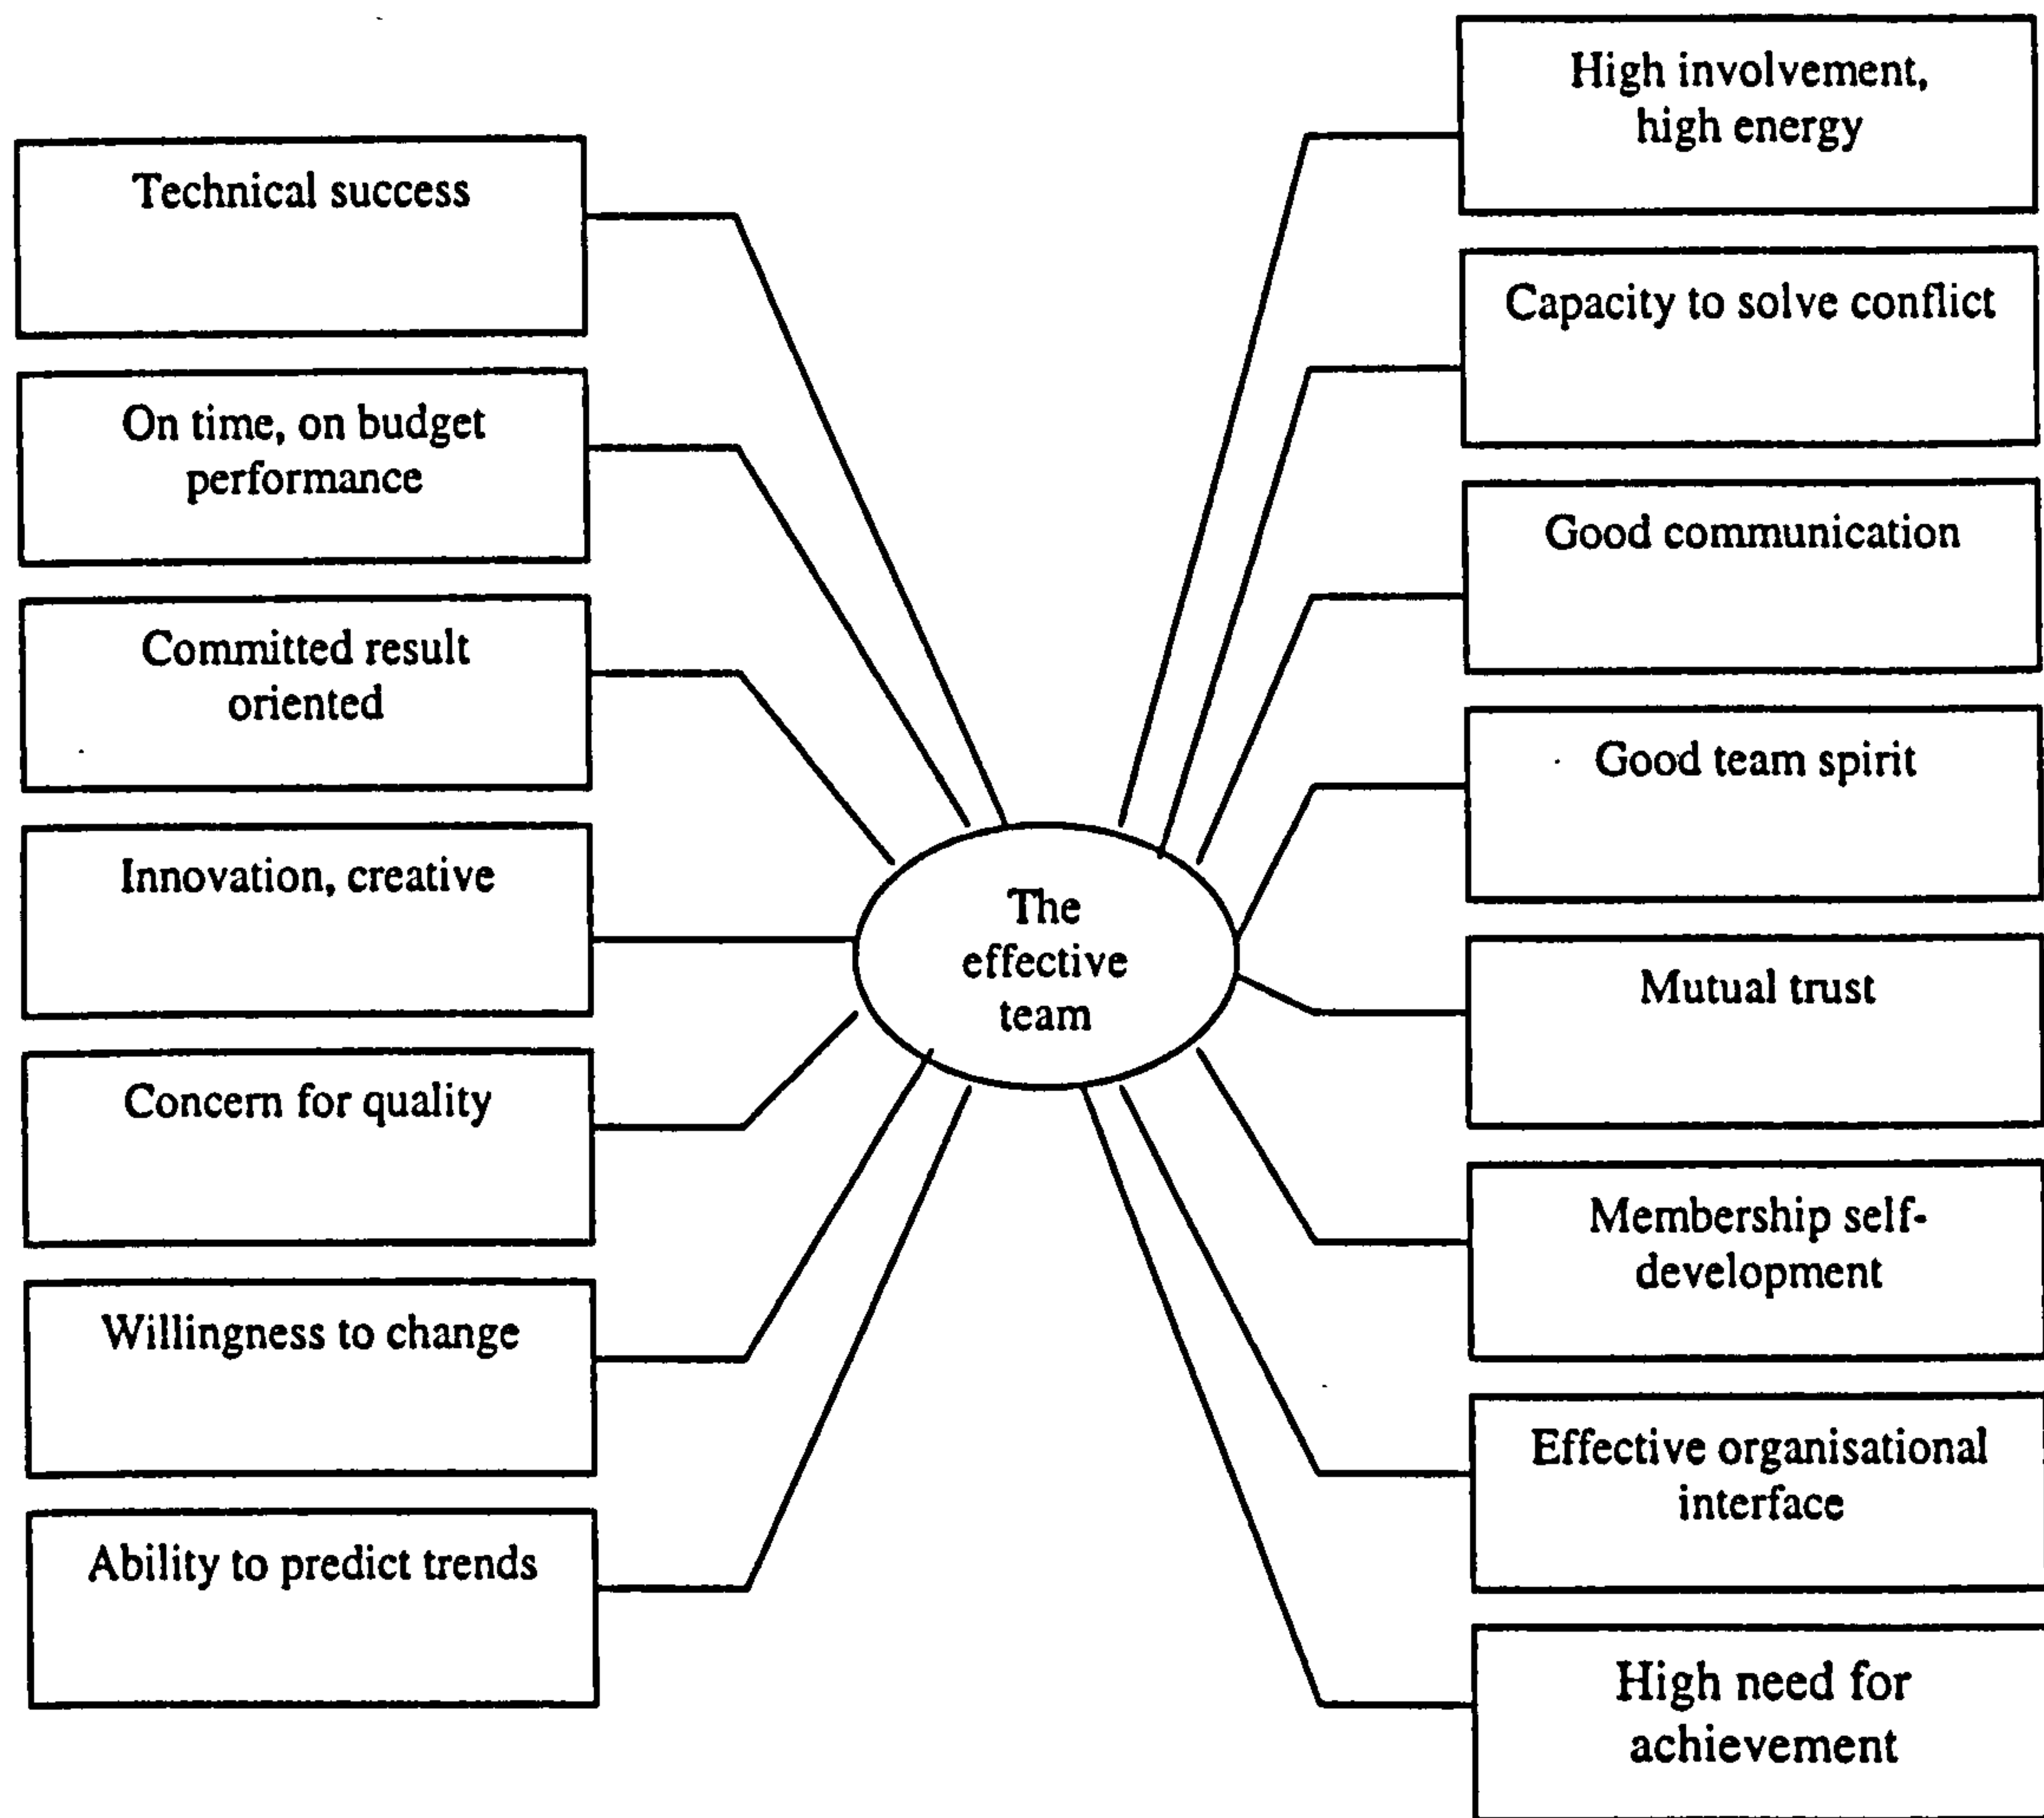 Technical success
On time, on budget
performance
Committed result
oriented
Innovation, creative
Concern for quality
Willingness to change
Ability to predict trends
The
effective
team
High involvement,
high energy
Capacity to solve conflict
Good communication
Good team spirit
Mutual trust
Membership self-
development
Effective organisational
interface
High need for
achievement